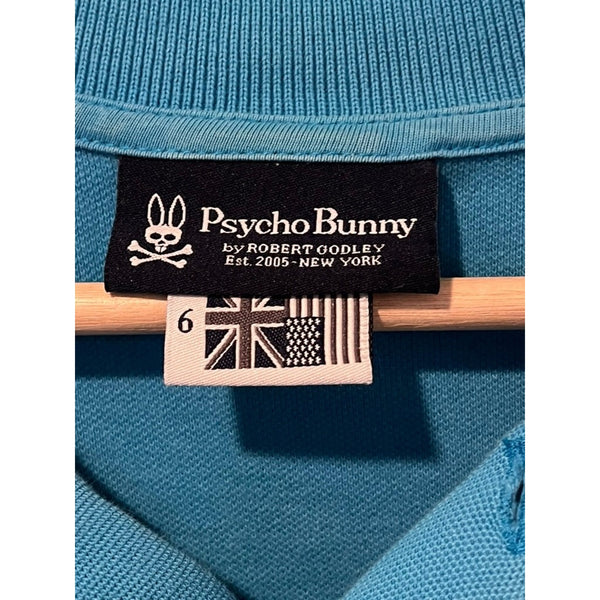 Psycho Bunny
by ROBERT GODLEY
Est. 2005 - NEW YORK
6